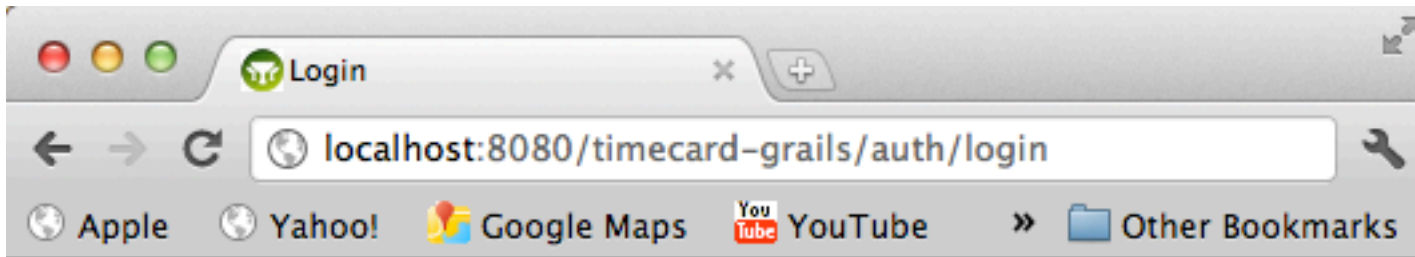 Login
localhost:8080/timecard-grails/auth/login
Apple Yahoo! Google Maps You Tube YouTube » Other Bookmarks